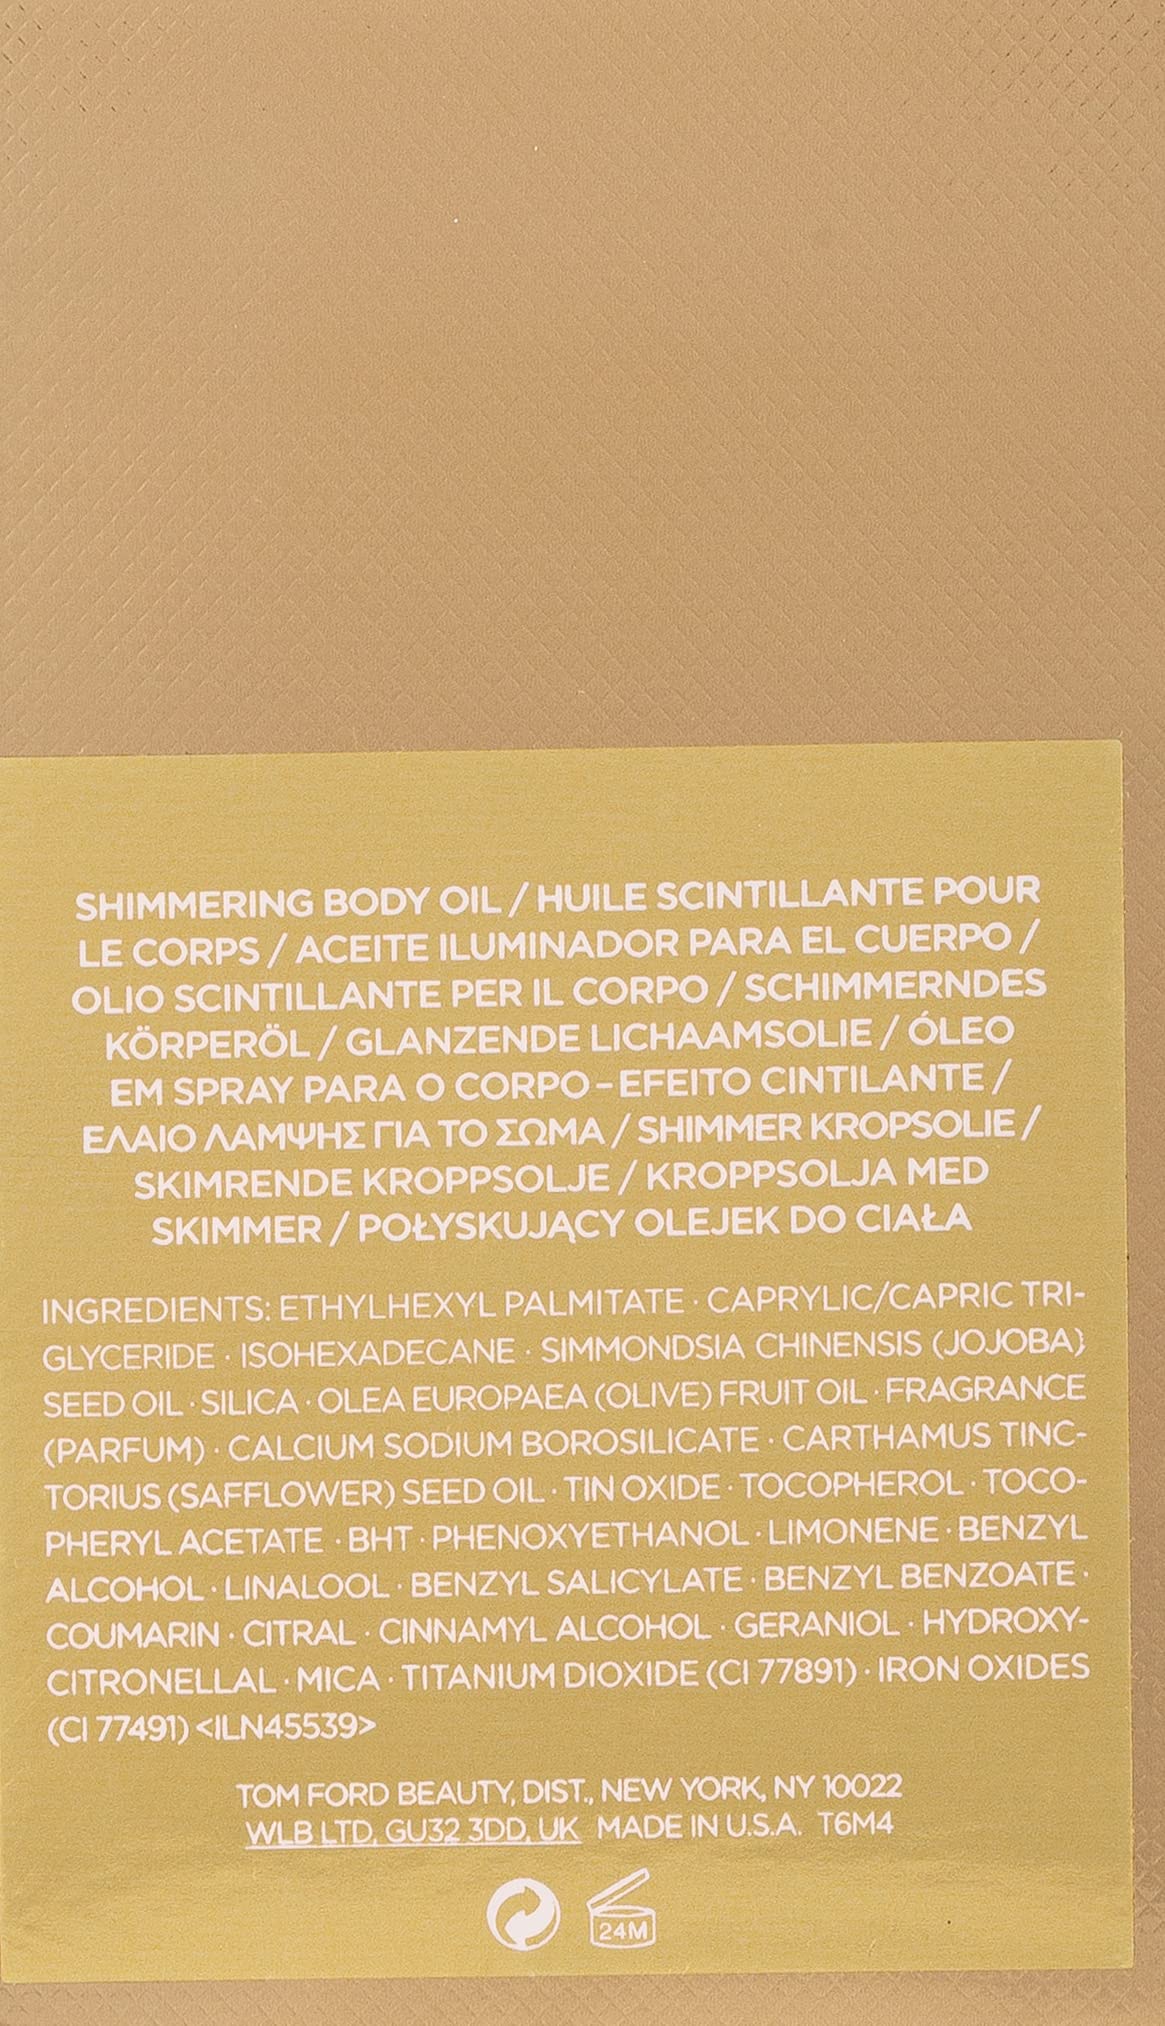 SHIMMERING BODY OIL / HUILE SCINTILLANTE POUR
LE CORPS / ACEITE ILUMINADOR PARA EL CUERPO /
OLIO SCINTILLANTE PER IL CORPO / SCHIMMERNDES
KÖRPERÖL / GLANZENDE LICHAAMSOLIE / ÓLEO
EM SPRAY PARA O CORPO – EFEITO CINTILANTE /
ΕΛΑΙΟ ΛΑΜΨΗΣ ΓΙΑ ΤΟ ΣΩΜΑ / SHIMMER KROPSOLIE /
SKIMRENDE KROPPSOLJE / KROPPSOLJA MED
SKIMMER / POŁYSKUJĄCY OLEJEK DO CIAŁA
INGREDIENTS: ETHYLHEXYL PALMITATE · CAPRYLIC/CAPRIC TRI-
GLYCERIDE · ISOHEXADECANE · SIMMONDSIA CHINENSIS (JOJOBA)
SEED OIL · SILICA · OLEA EUROPAEA (OLIVE) FRUIT OIL · FRAGRANCE
(PARFUM) · CALCIUM SODIUM BOROSILICATE · CARTHAMUS TINC-
TORIUS (SAFFLOWER) SEED OIL · TIN OXIDE · TOCOPHEROL · TOCO-
PHERYL ACETATE · BHT · PHENOXYETHANOL · LIMONENE · BENZYL
ALCOHOL · LINALOOL · BENZYL SALICYLATE · BENZYL BENZOATE ·
COUMARIN · CITRAL · CINNAMYL ALCOHOL · GERANIOL · HYDROXY-
CITRONELLAL · MICA · TITANIUM DIOXIDE (CI 77891) · IRON OXIDES
(CI 77491) <ILN45539>
TOM FORD BEAUTY, DIST., NEW YORK, NY 10022
WLB LTD, GU32 3DD, UK MADE IN U.S.A. T6M4
24M